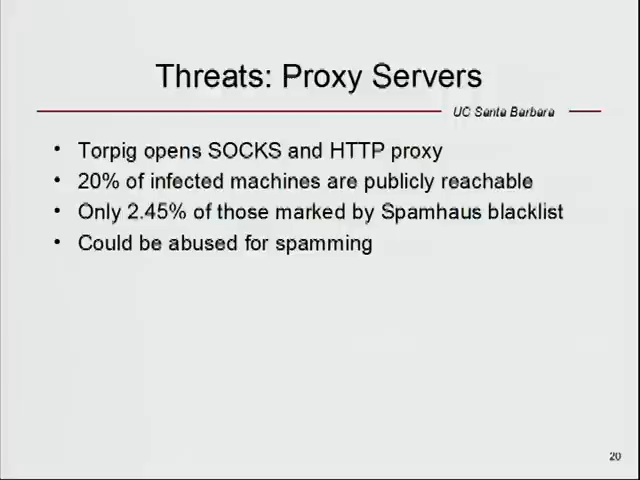 Threats: Proxy Servers
UC Santa Barbara
• Torpig opens SOCKS and HTTP proxy
• 20% of infected machines are publicly reachable
• Only 2.45% of those marked by Spamhaus blacklist
• Could be abused for spamming
20